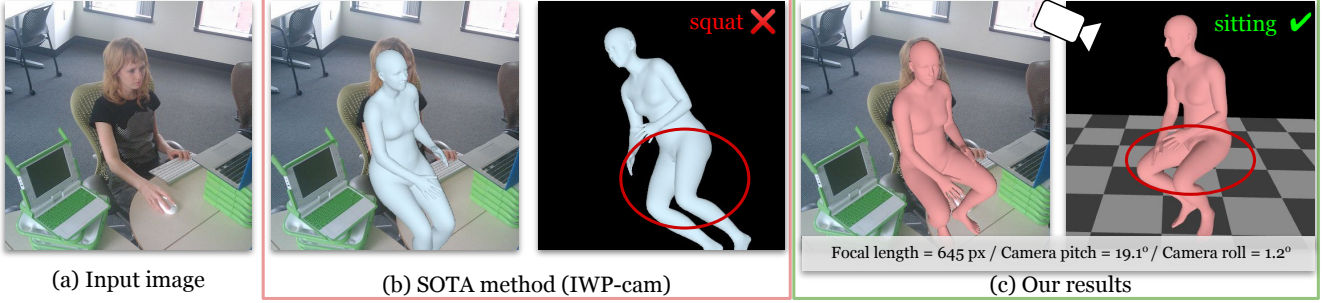 squat ❌
sitting ✔
Focal length = 645 px / Camera pitch = 19.1° / Camera roll = 1.2°
(a) Input image
(b) SOTA method (IWP-cam)
(c) Our results